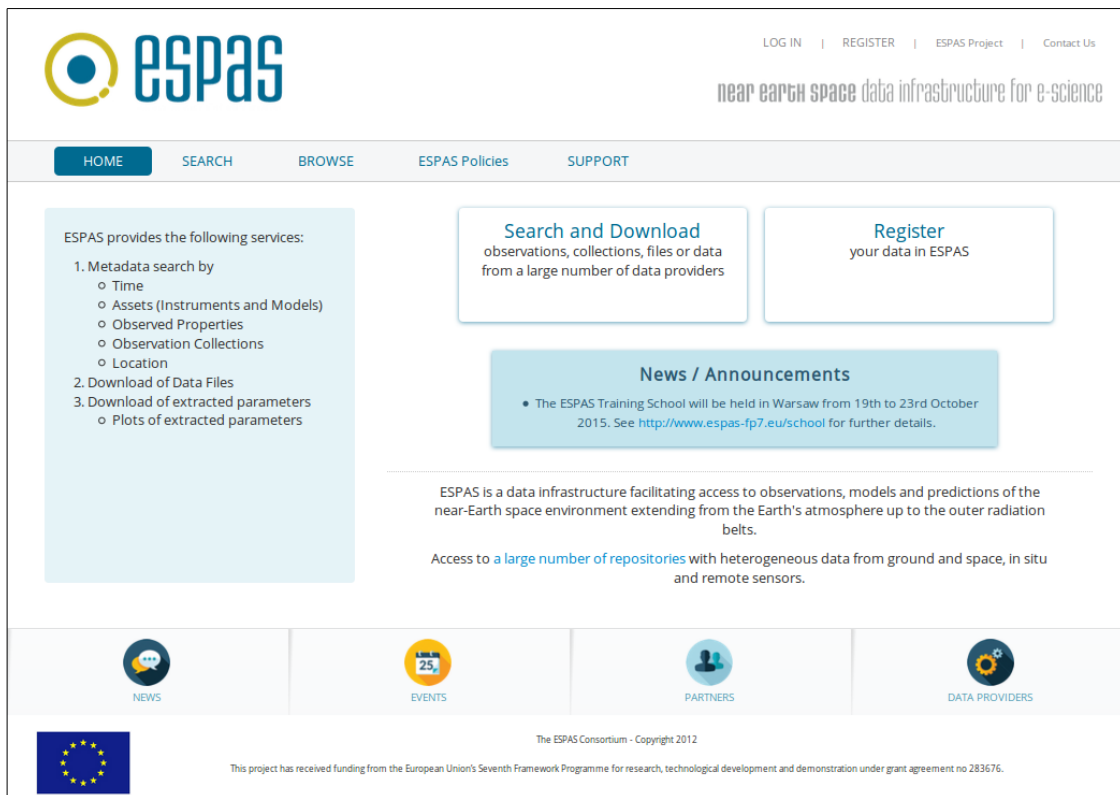 espas
LOG IN | REGISTER | ESPAS Project | Contact Us
near earth space data infrastructure for e-science
HOME SEARCH BROWSE ESPAS Policies SUPPORT
ESPAS provides the following services:
1. Metadata search by
Time
Assets (Instruments and Models)
Observed Properties
Observation Collections
Location
2. Download of Data Files
3. Download of extracted parameters
Plots of extracted parameters
Search and Download
observations, collections, files or data
from a large number of data providers
Register
your data in ESPAS
News / Announcements
• The ESPAS Training School will be held in Warsaw from 19th to 23rd October
2015. See http://www.espas-fp7.eu/school for further details.
ESPAS is a data infrastructure facilitating access to observations, models and predictions of the
near-Earth space environment extending from the Earth's atmosphere up to the outer radiation
belts.
Access to a large number of repositories with heterogeneous data from ground and space, in situ
and remote sensors.
25
NEWS EVENTS PARTNERS DATA PROVIDERS
The ESPAS Consortium - Copyright 2012
This project has received funding from the European Union's Seventh Framework Programme for research, technological development and demonstration under grant agreement no 283676.